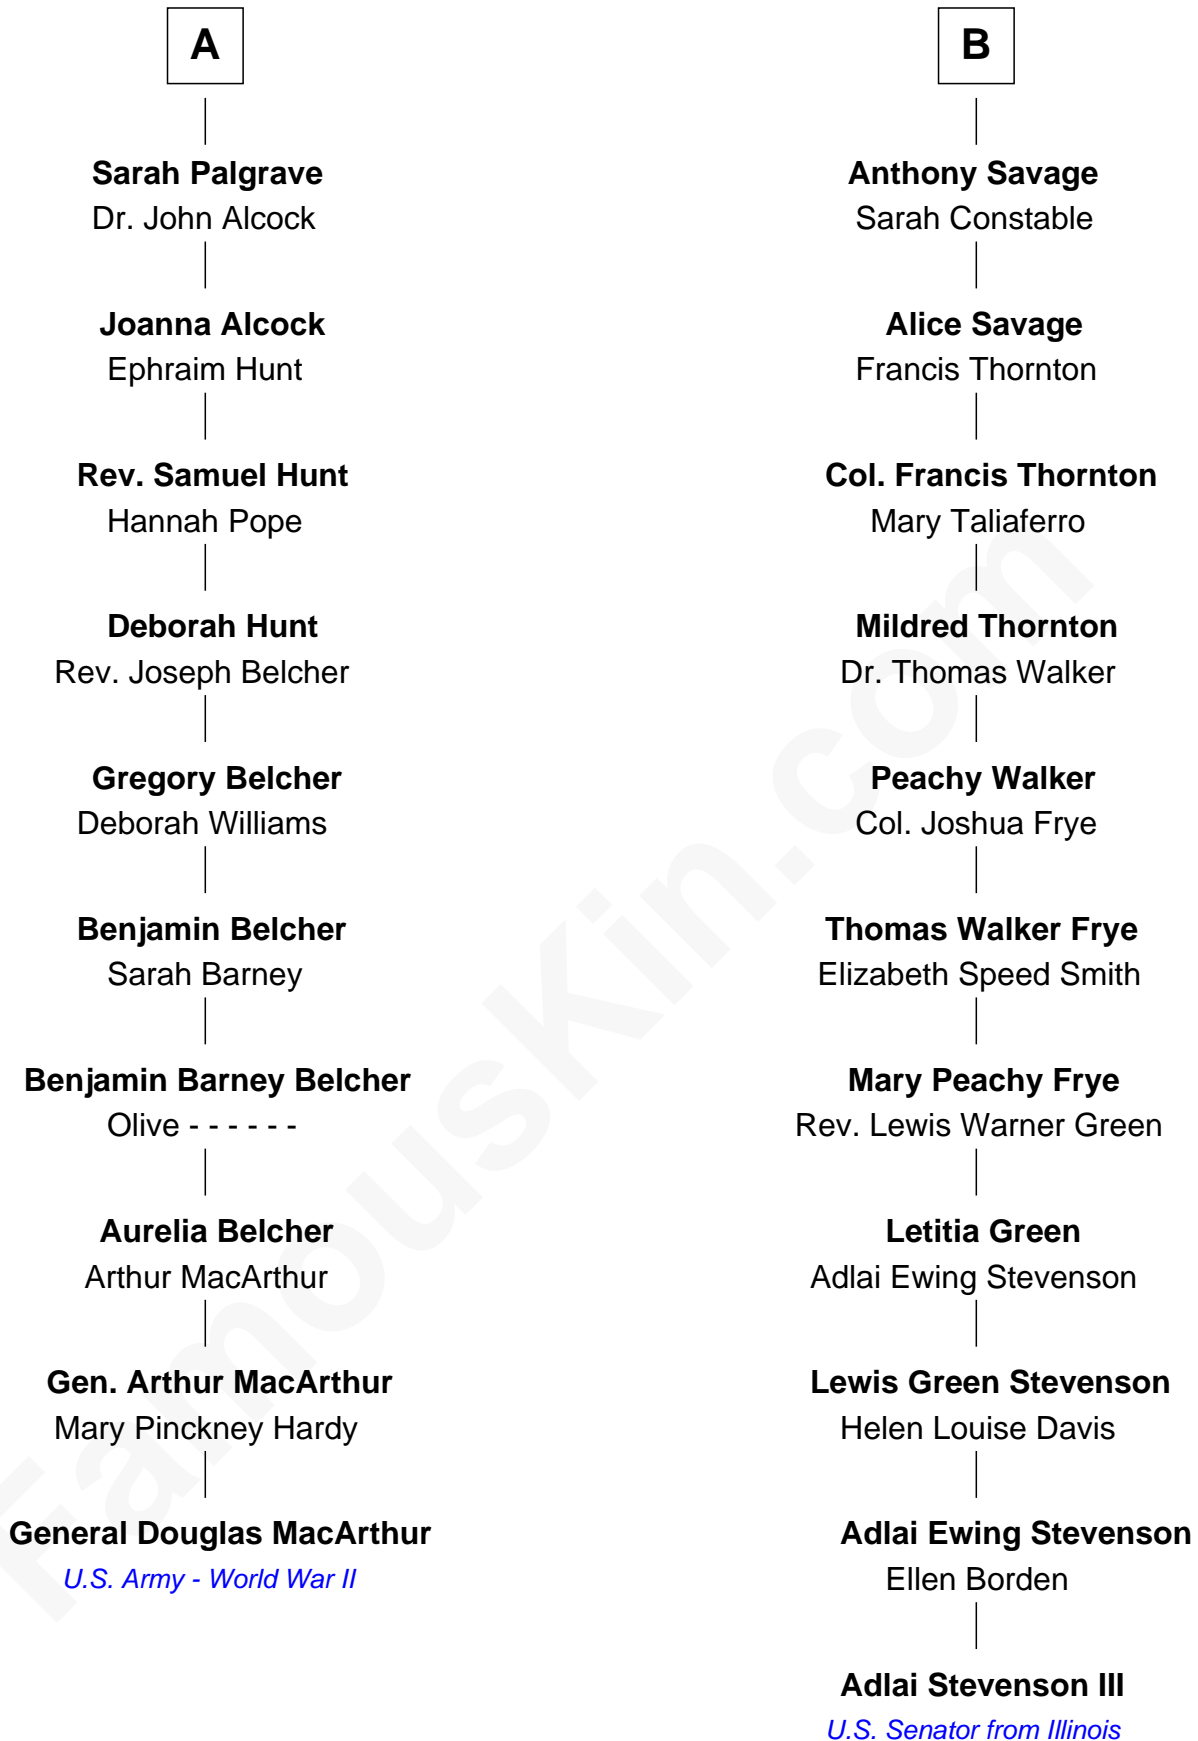 A
Sarah Palgrave
Dr. John Alcock
Joanna Alcock
Ephraim Hunt
Rev. Samuel Hunt
Hannah Pope
Deborah Hunt
Rev. Joseph Belcher
Gregory Belcher
Deborah Williams
Benjamin Belcher
Sarah Barney
Benjamin Barney Belcher
Olive - - - - - -
Aurelia Belcher
Arthur MacArthur
Gen. Arthur MacArthur
Mary Pinckney Hardy
General Douglas MacArthur
U.S. Army - World War II
B
Anthony Savage
Sarah Constable
Alice Savage
Francis Thornton
Col. Francis Thornton
Mary Taliaferro
Mildred Thornton
Dr. Thomas Walker
Peachy Walker
Col. Joshua Frye
Thomas Walker Frye
Elizabeth Speed Smith
Mary Peachy Frye
Rev. Lewis Warner Green
Letitia Green
Adlai Ewing Stevenson
Lewis Green Stevenson
Helen Louise Davis
Adlai Ewing Stevenson
Ellen Borden
Adlai Stevenson III
U.S. Senator from Illinois
FamousKin.com